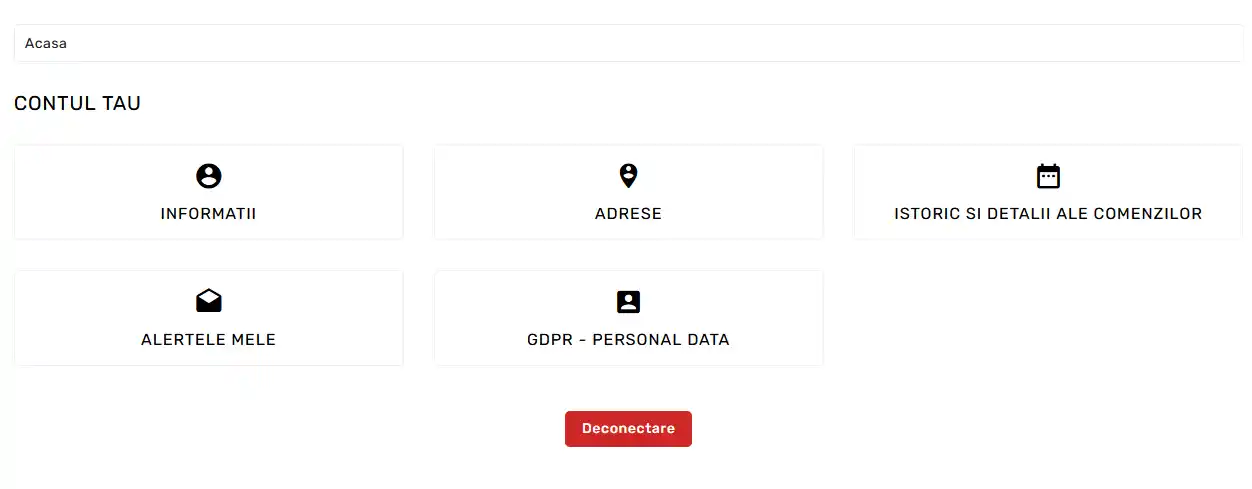 Acasa
CONTUL TAU
INFORMATII
ADRESE
ISTORIC SI DETALII ALE COMENZILOR
ALERTELE MELE
GDPR - PERSONAL DATA
Deconectare